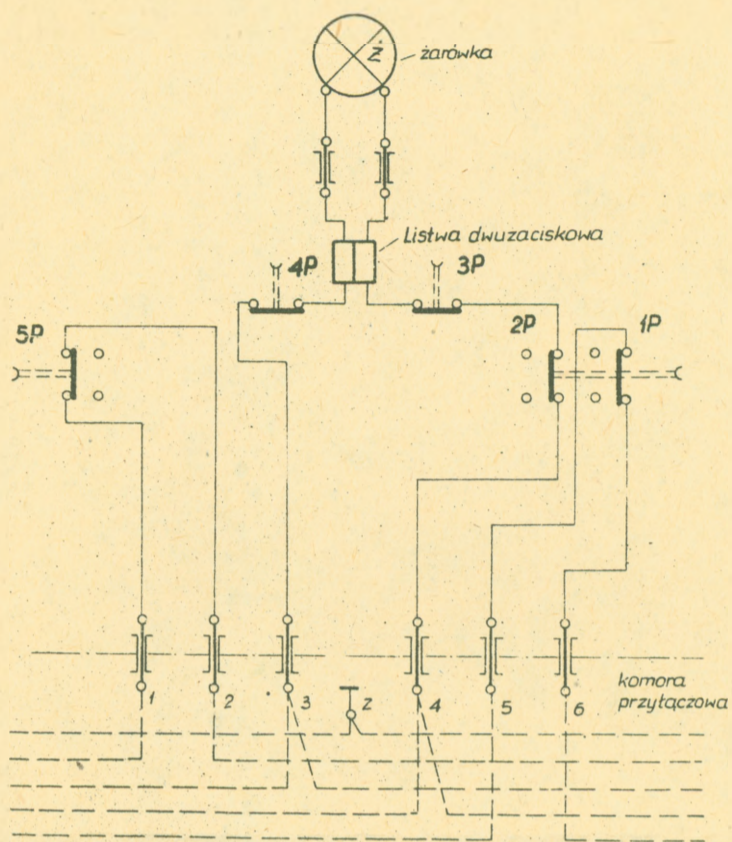 Ż
żarówka
Listwa dwuzaciskowa
4P
3P
5P
2P
1P
1
2
3
Z
4
5
6
komora
przyłączowa